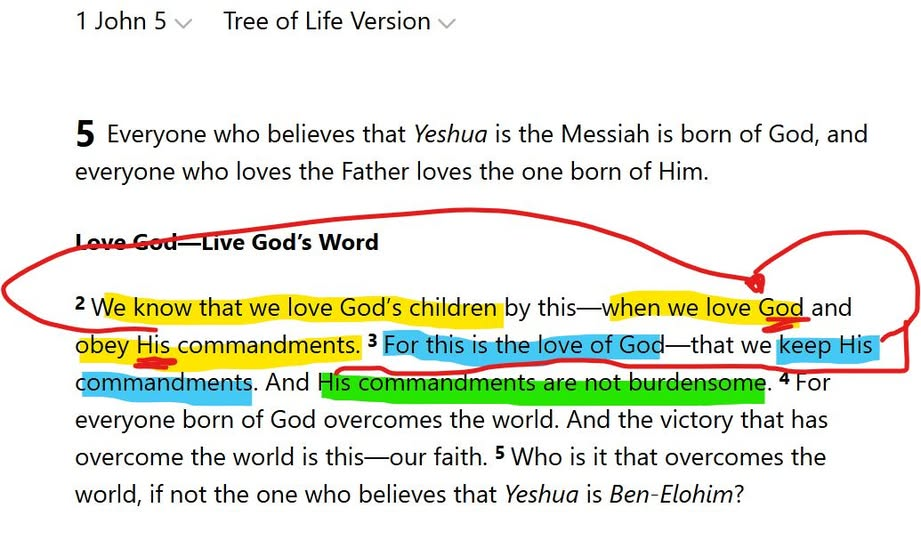 1 John 5 Tree of Life Version
5 Everyone who believes that Yeshua is the Messiah is born of God, and
everyone who loves the Father loves the one born of Him.
Love God—Live God’s Word
2 We know that we love God’s children by this—when we love God and
obey His commandments. 3 For this is the love of God—that we keep His
commandments. And His commandments are not burdensome. 4 For
everyone born of God overcomes the world. And the victory that has
overcome the world is this—our faith. 5 Who is it that overcomes the
world, if not the one who believes that Yeshua is Ben-Elohim?